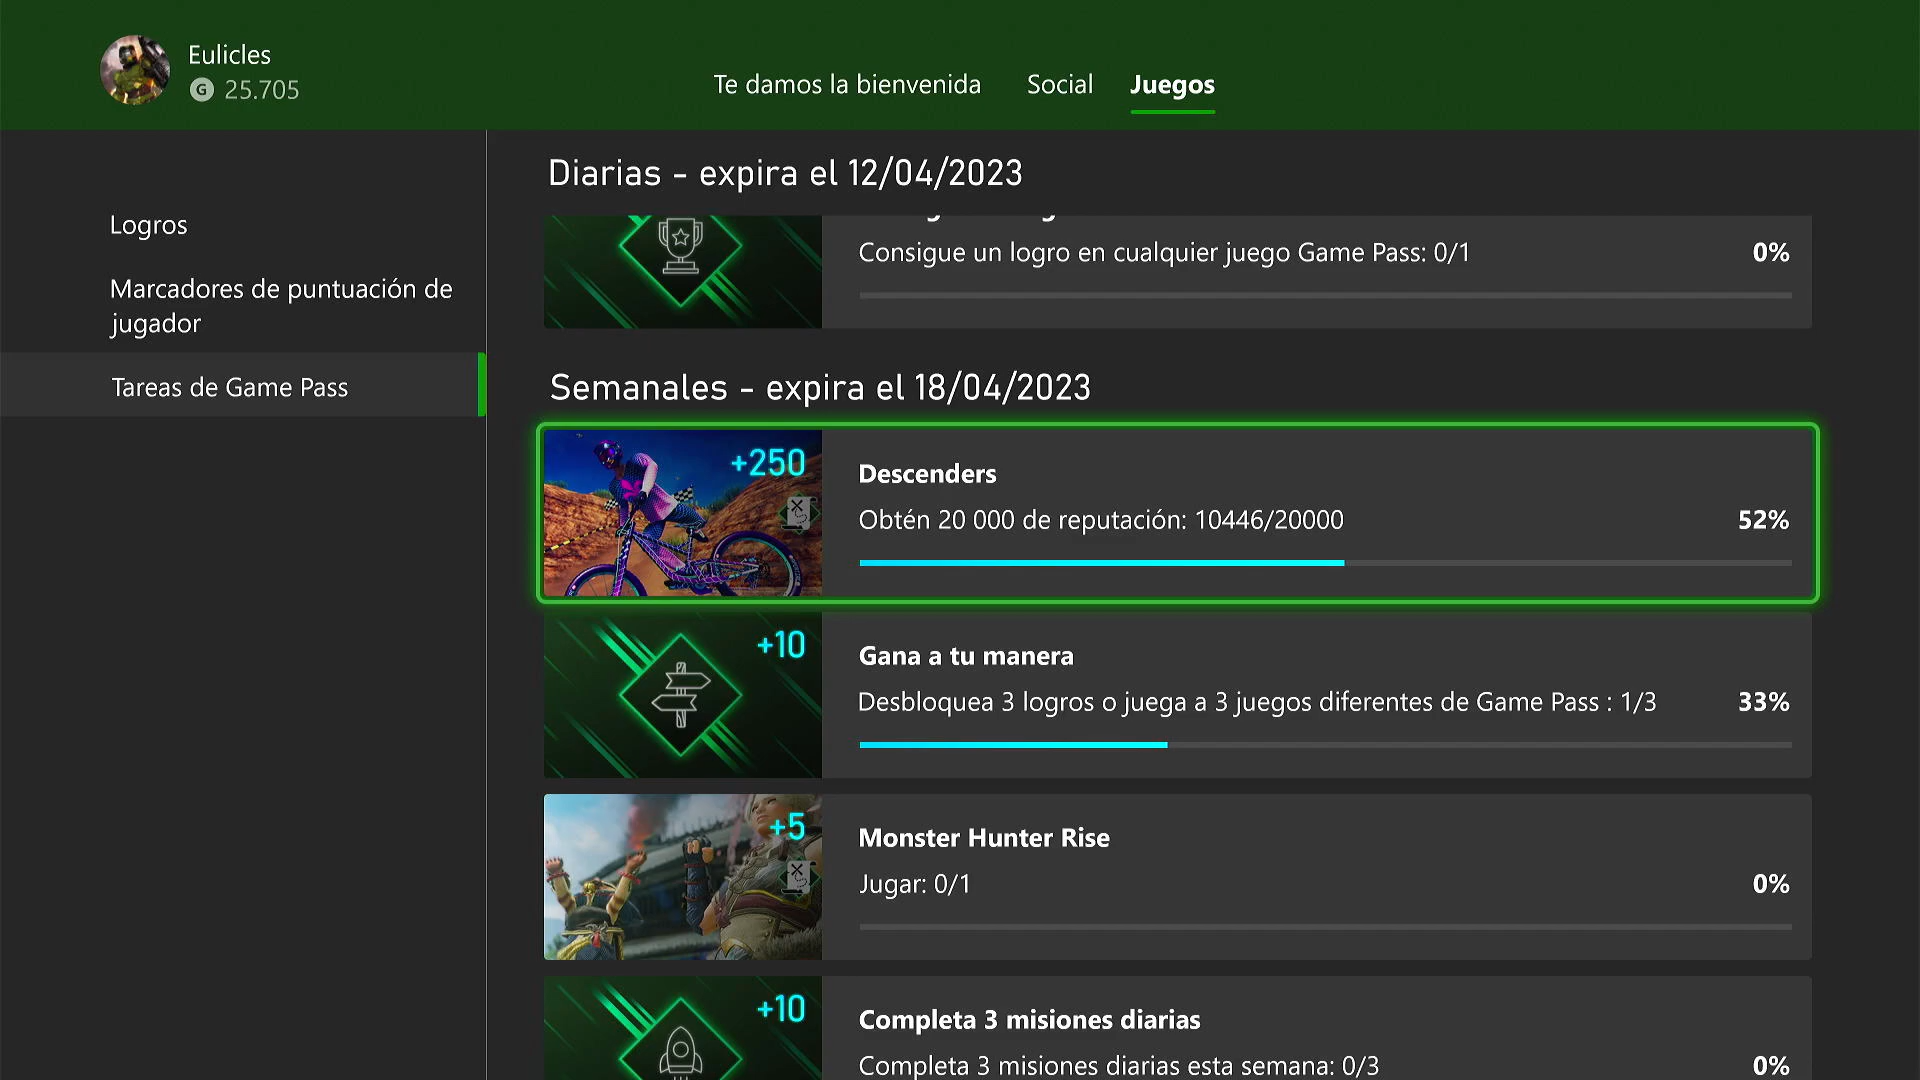 Eulicles
G 25.705
Te damos la bienvenida
Social
Juegos
Logros
Marcadores de puntuación de
jugador
Tareas de Game Pass
Diarias - expira el 12/04/2023
Consigue un logro en cualquier juego Game Pass: 0/1
0%
Semanales - expira el 18/04/2023
+250
Descenders
Obtén 20 000 de reputación: 10446/20000
52%
+10
Gana a tu manera
Desbloquea 3 logros o juega a 3 juegos diferentes de Game Pass : 1/3
33%
+5
Monster Hunter Rise
Jugar: 0/1
0%
+10
Completa 3 misiones diarias
Completa 3 misiones diarias esta semana: 0/3
0%